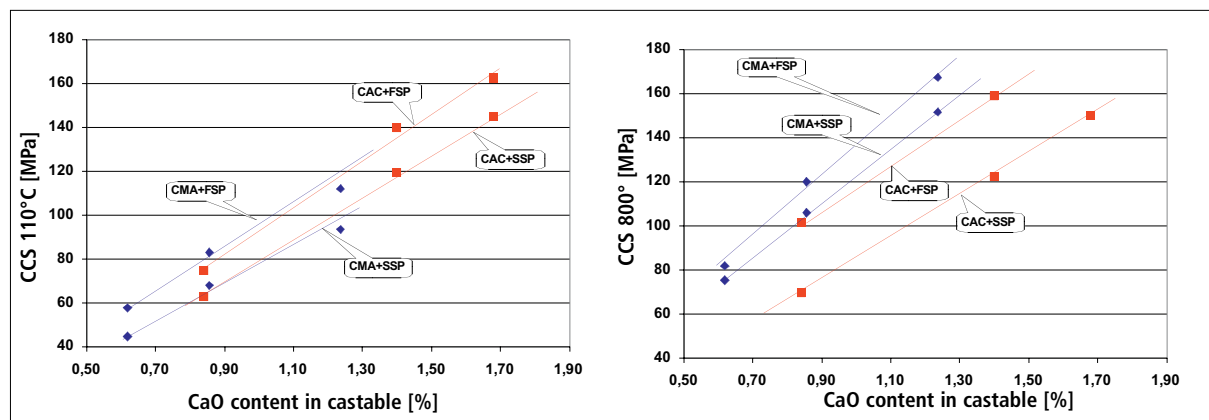 CCS 110°C [MPa]
180
160
140
120
100
80
60
40
0,50
0,70
0,90
1,10
1,30
1,50
1,70
1,90
CaO content in castable [%]
CAC+FSP
CAC+SSP
CMA+FSP
CMA+SSP
CCS 800° [MPa]
180
160
140
120
100
80
60
40
0,50
0,70
0,90
1,10
1,30
1,50
1,70
1,90
CaO content in castable [%]
CMA+FSP
CMA+SSP
CAC+FSP
CAC+SSP